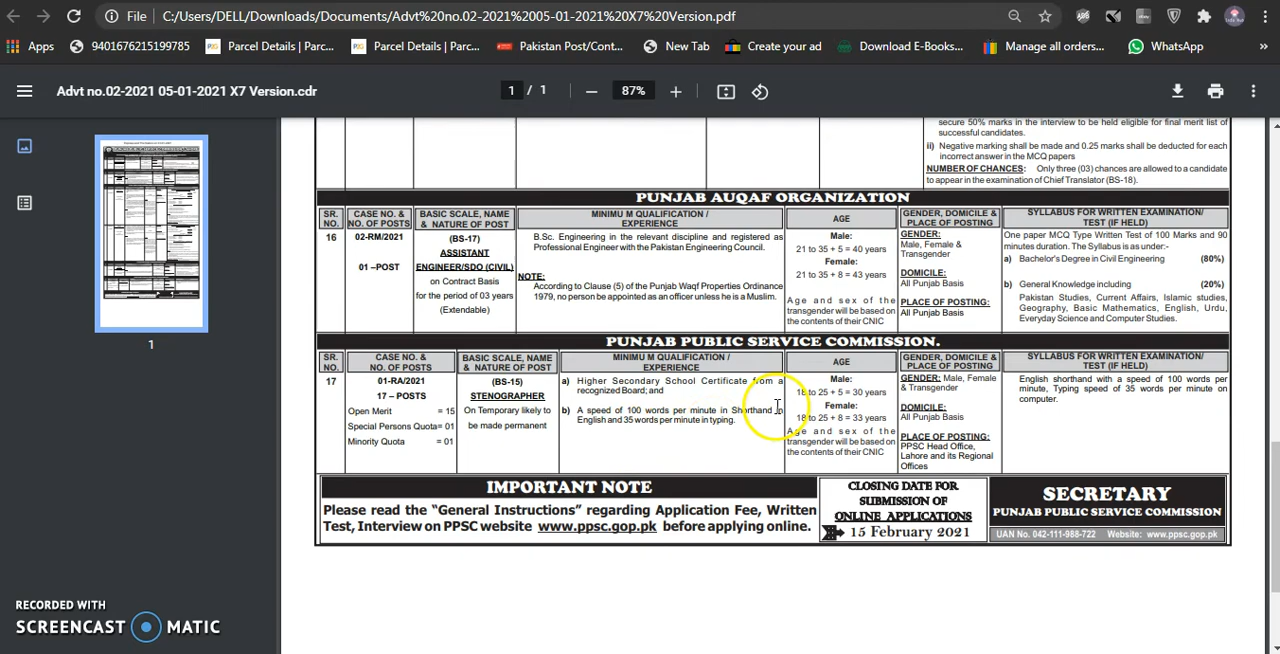 File | C:/Users/DELL/Downloads/Documents/Advt%20no.02-2021%2005-01-2021%20X7%20Version.pdf
Apps 9401676215199785 Parcel Details | Parc... Parcel Details | Parc... Pakistan Post/Cont... New Tab Create your ad Download E-Books... Manage all orders... WhatsApp »
Advt no.02-2021 05-01-2021 X7 Version.cdr 1 / 1 — 87% +
1
secure 50% marks in the interview to be held eligible for final merit list of
successful candidates.
ii) Negative marking shall be made and 0.25 marks shall be deducted for each
incorrect answer in the MCQ papers
NUMBER OF CHANCES: Only three (03) chances are allowed to a candidate
to appear in the examination of Chief Translator (BS-18).
PUNJAB AUQAF ORGANIZATION
SR. NO.
CASE NO. & NO. OF POSTS
BASIC SCALE, NAME & NATURE OF POST
MINIMU M QUALIFICATION / EXPERIENCE
AGE
GENDER, DOMICILE & PLACE OF POSTING
SYLLABUS FOR WRITTEN EXAMINATION/ TEST (IF HELD)
16
02-RM/2021
01 –POST
(BS-17)
ASSISTANT
ENGINEER/SDO (CIVIL)
on Contract Basis
for the period of 03 years
(Extendable)
B.Sc. Engineering in the relevant discipline and registered as
Professional Engineer with the Pakistan Engineering Council.
NOTE:
According to Clause (5) of the Punjab Waqf Properties Ordinance
1979, no person be appointed as an officer unless he is a Muslim.
Male:
21 to 35 + 5 = 40 years
Female:
21 to 35 + 8 = 43 years
Age and sex of the
transgender will be based on
the contents of their CNIC
GENDER:
Male, Female &
Transgender
DOMICILE:
All Punjab Basis
PLACE OF POSTING:
All Punjab Basis
One paper MCQ Type Written Test of 100 Marks and 90
minutes duration. The Syllabus is as under:-
a) Bachelor's Degree in Civil Engineering (80%)
b) General Knowledge including (20%)
Pakistan Studies, Current Affairs, Islamic studies,
Geography, Basic Mathematics, English, Urdu,
Everyday Science and Computer Studies.
PUNJAB PUBLIC SERVICE COMMISSION.
SR. NO.
CASE NO. & NO. OF POSTS
BASIC SCALE, NAME & NATURE OF POST
MINIMU M QUALIFICATION / EXPERIENCE
AGE
GENDER, DOMICILE & PLACE OF POSTING
SYLLABUS FOR WRITTEN EXAMINATION/ TEST (IF HELD)
17
01-RA/2021
17 – POSTS
Open Merit = 15
Special Persons Quota= 01
Minority Quota = 01
(BS-15)
STENOGRAPHER
On Temporary likely to
be made permanent
a) Higher Secondary School Certificate from a
recognized Board; and
b) A speed of 100 words per minute in Shorthand in
English and 35 words per minute in typing.
Male:
18 to 25 + 5 = 30 years
Female:
18 to 25 + 8 = 33 years
Age and sex of the
transgender will be based on
the contents of their CNIC
GENDER: Male, Female
& Transgender
DOMICILE:
All Punjab Basis
PLACE OF POSTING:
PPSC Head Office,
Lahore and its Regional
Offices
English shorthand with a speed of 100 words per
minute, Typing speed of 35 words per minute on
computer.
IMPORTANT NOTE
Please read the “General Instructions” regarding Application Fee, Written
Test, Interview on PPSC website www.ppsc.gop.pk before applying online.
CLOSING DATE FOR
SUBMISSION OF
ONLINE APPLICATIONS
15 February 2021
SECRETARY
PUNJAB PUBLIC SERVICE COMMISSION
UAN No. 042-111-988-722 Website: www.ppsc.gop.pk
RECORDED WITH
SCREENCAST MATIC